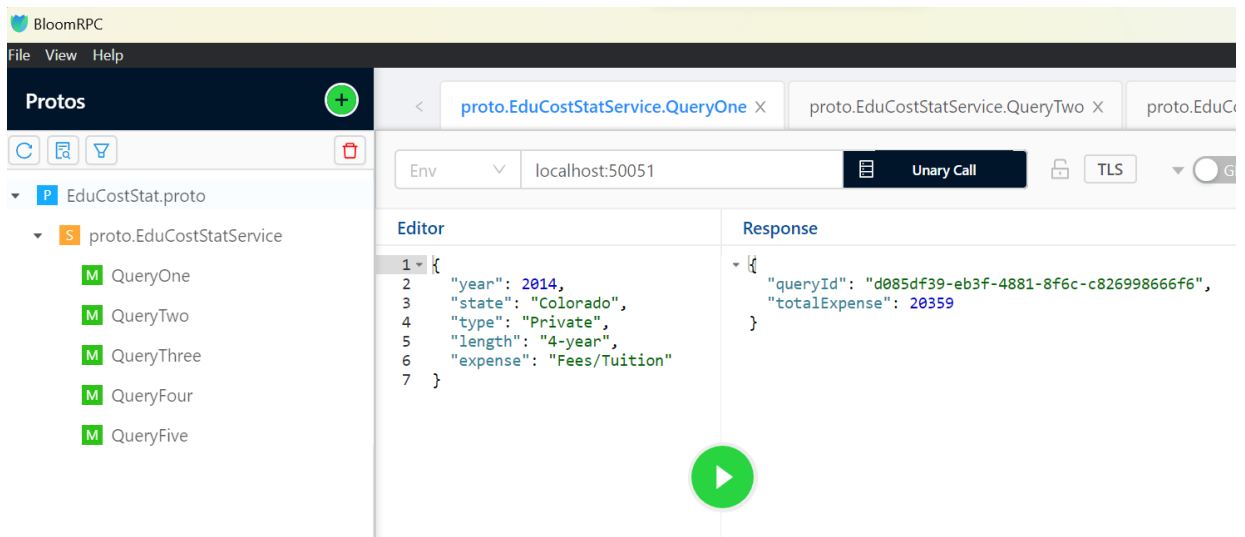 BloomRPC
File View Help
Protos
proto.EduCostStatService.QueryOne
proto.EduCostStatService.QueryTwo
Env
localhost:50051
Unary Call
TLS
P EduCostStat.proto
S proto.EduCostStatService
M QueryOne
M QueryTwo
M QueryThree
M QueryFour
M QueryFive
Editor
1 {
2 "year": 2014,
3 "state": "Colorado",
4 "type": "Private",
5 "length": "4-year",
6 "expense": "Fees/Tuition"
7 }
Response
{
"queryId": "d085df39-eb3f-4881-8f6c-c826998666f6",
"totalExpense": 20359
}